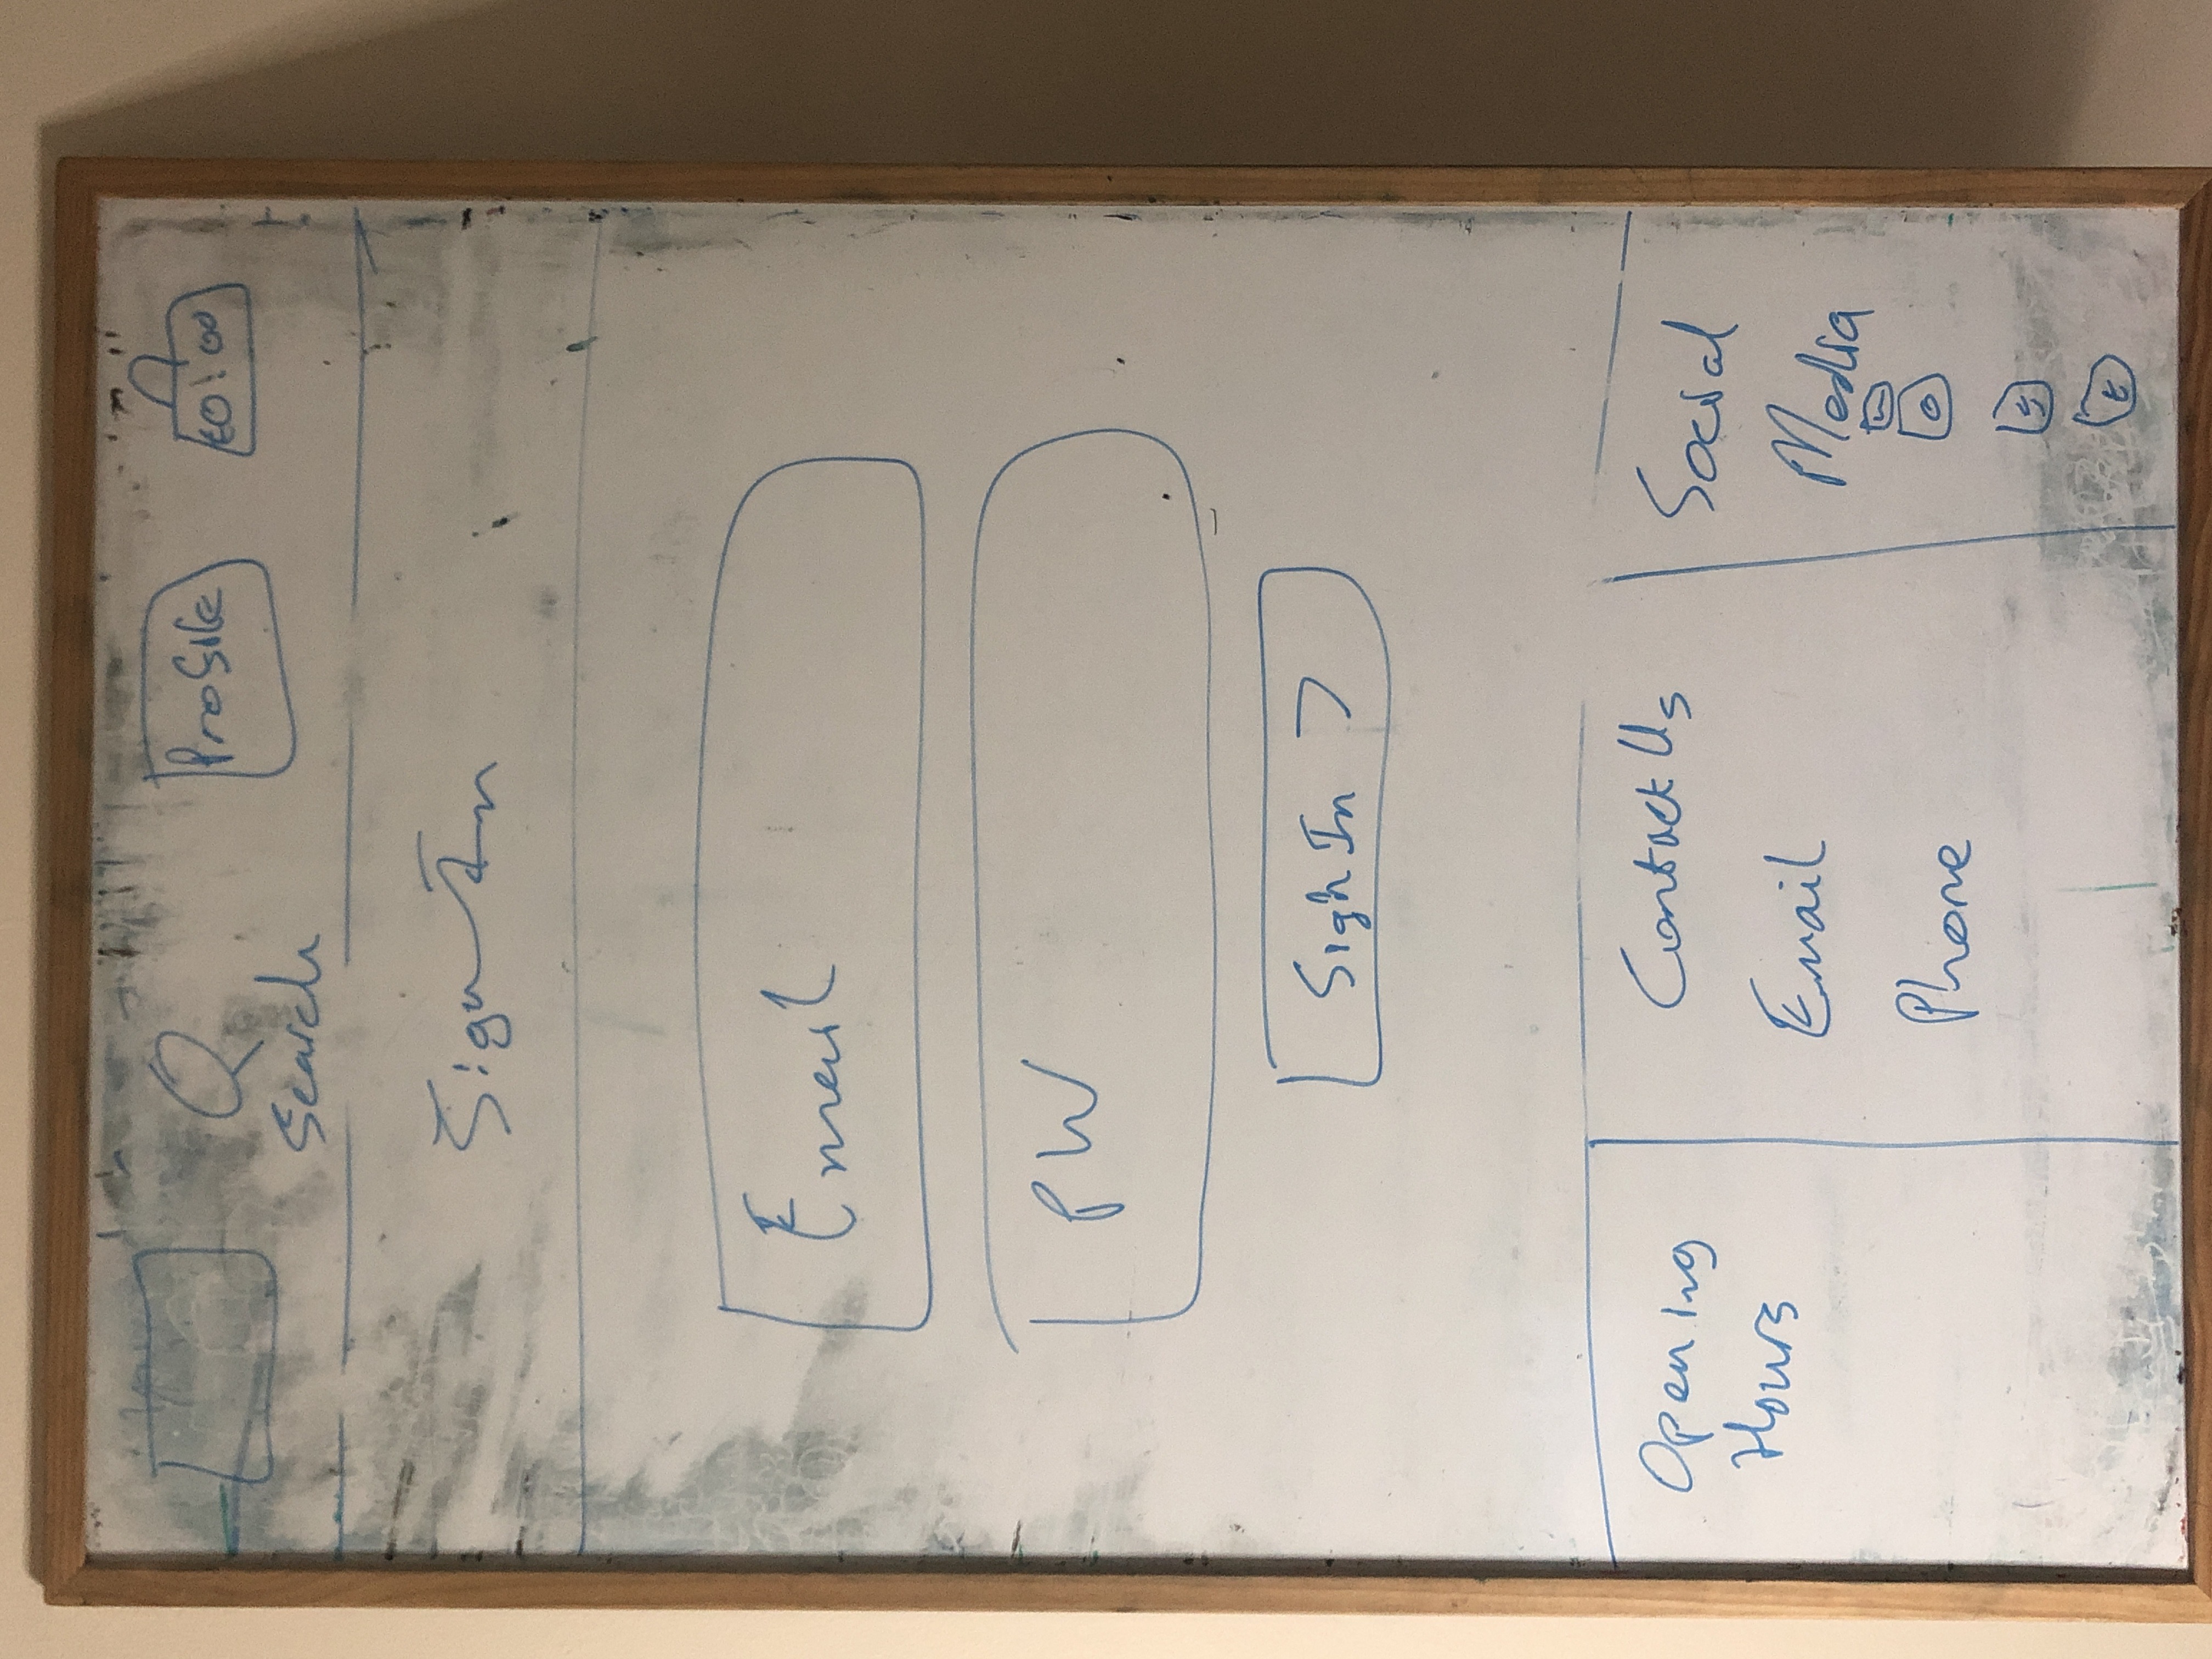 Search
Profile
£0:00
Sign In
Email
PW
Sign In >
Opening
Hours
Contact Us
Email
Phone
Social
Media